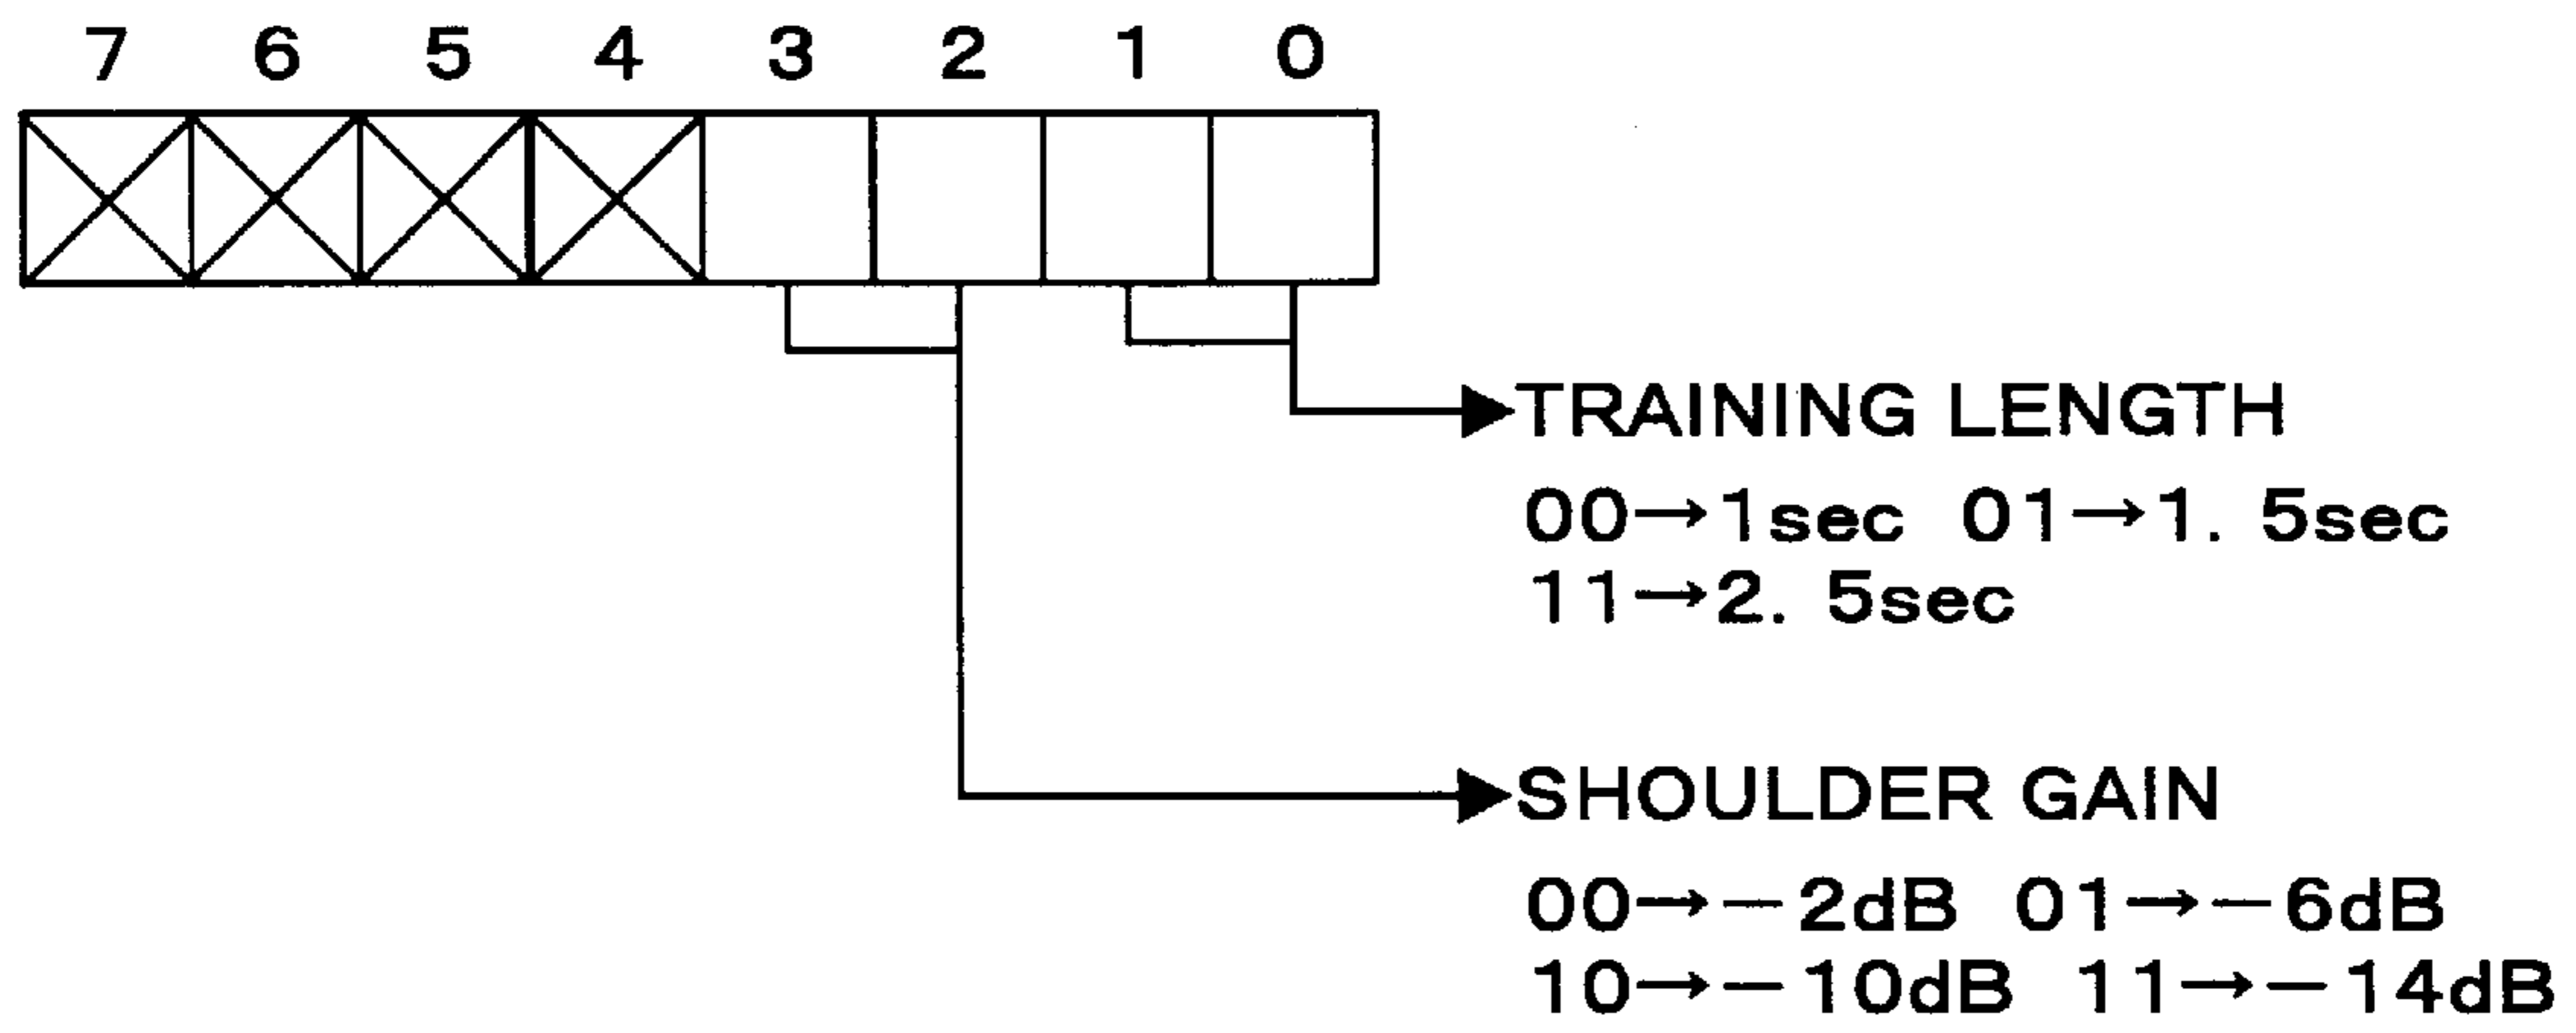 7 6 5 4 3 2 1 0
TRAINING LENGTH
00→1sec 01→1. 5sec
11→2. 5sec
SHOULDER GAIN
00→−2dB 01→−6dB
10→−10dB 11→−14dB